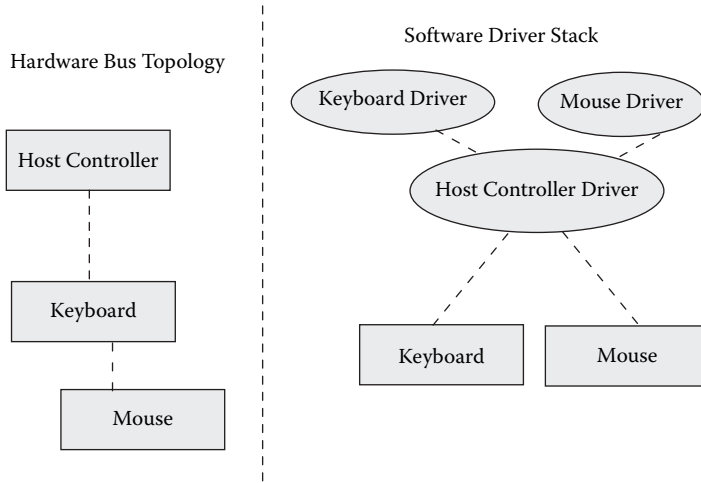 Hardware Bus Topology
Host Controller
Keyboard
Mouse
Software Driver Stack
Keyboard Driver
Mouse Driver
Host Controller Driver
Keyboard
Mouse